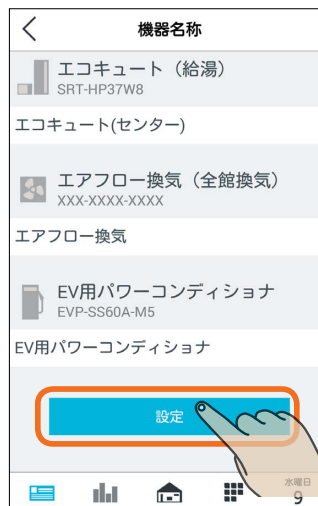 機器名称
エコキュート（給湯）
SRT-HP37W8
エコキュート(センター)
エアフロー換気（全館換気）
XXX-XXXX-XXXX
エアフロー換気
EV用パワーコンディショナ
EVP-SS60A-M5
EV用パワーコンディショナ
設定
水曜日
9